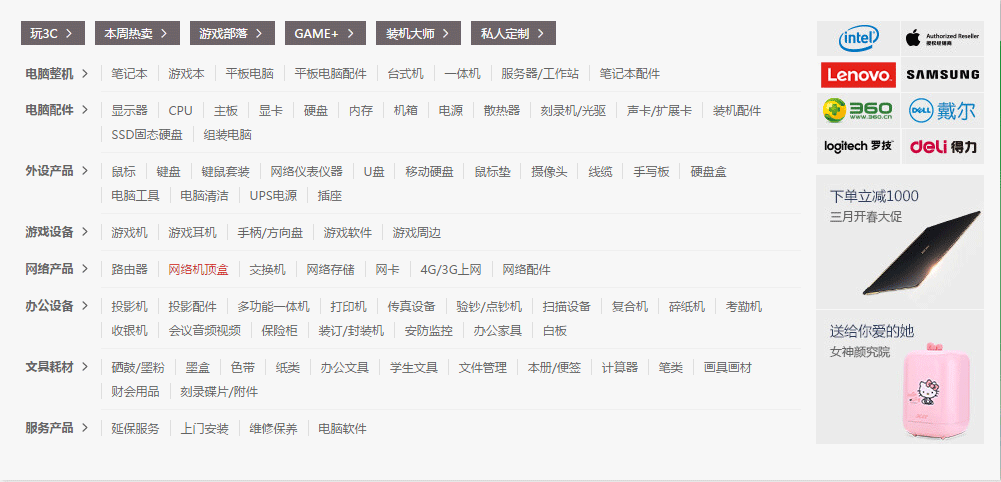 玩3C 本周热卖 游戏部落 GAME+ 装机大师 私人定制
电脑整机 笔记本 游戏本 平板电脑 平板电脑配件 台式机 一体机 服务器/工作站 笔记本配件
电脑配件 显示器 CPU 主板 显卡 硬盘 内存 机箱 电源 散热器 刻录机/光驱 声卡/扩展卡 装机配件
SSD固态硬盘 组装电脑
外设产品 鼠标 键盘 键鼠套装 网络仪表仪器 U盘 移动硬盘 鼠标垫 摄像头 线缆 手写板 硬盘盒
电脑工具 电脑清洁 UPS电源 插座
游戏设备 游戏机 游戏耳机 手柄/方向盘 游戏软件 游戏周边
网络产品 路由器 网络机顶盒 交换机 网络存储 网卡 4G/3G上网 网络配件
办公设备 投影机 投影配件 多功能一体机 打印机 传真设备 验钞/点钞机 扫描设备 复合机 碎纸机 考勤机
收银机 会议音频视频 保险柜 装订/封装机 安防监控 办公家具 白板
文具耗材 硒鼓/墨粉 墨盒 色带 纸类 办公文具 学生文具 文件管理 本册/便签 计算器 笔类 画具画材
财会用品 刻录碟片/附件
服务产品 延保服务 上门安装 维修保养 电脑软件
intel
Authorized Reseller
授权经销商
Lenovo SAMSUNG
360
www.360.cn
DELL 戴尔
logitech 罗技 deli 得力
下单立减1000
三月开春大促
送给你爱的她
女神颜究院